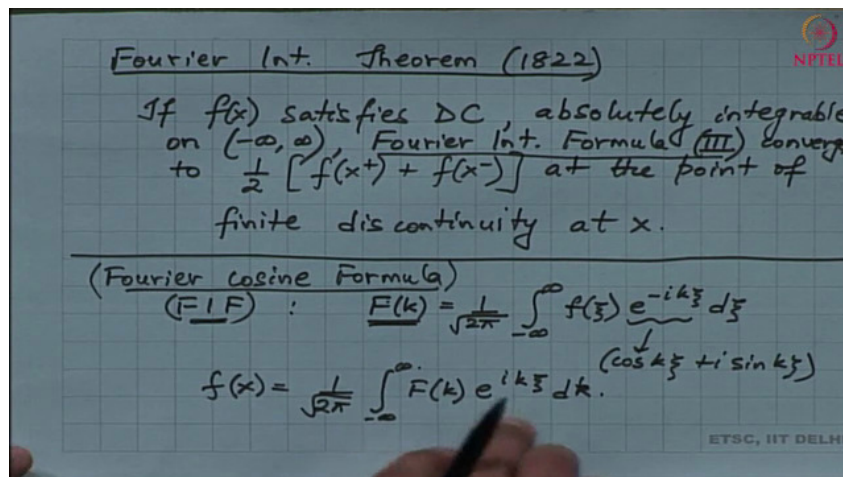 Fourier Int. Theorem (1822)
NPTEL
If f(x) satisfies DC, absolutely integrable
on (-∞, ∞), Fourier Int. Formula (III) converg
to 1/2 [f(x⁺) + f(x⁻)] at the point of
finite discontinuity at x.
(Fourier cosine Formula)
(FIF) : F(k) = 1/√2π ∫_{-∞}^{∞} f(ξ) e^{-ikξ} dξ
(cos kξ + i sin kξ)
f(x) = 1/√2π ∫_{-∞}^{∞} F(k) e^{ikξ} dk.
ETSC, IIT DELH